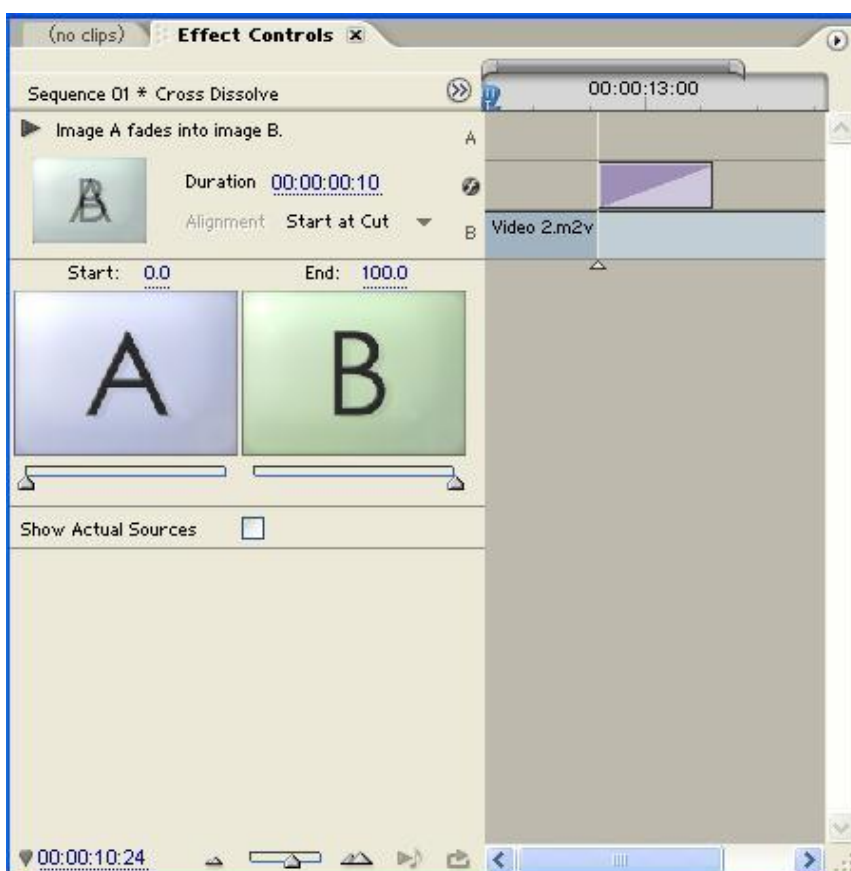 (no clips) Effect Controls
Sequence 01 * Cross Dissolve 00:00:13:00
Image A fades into image B.
A
Duration 00:00:00:10
Alignment Start at Cut
B Video 2.m2v
Start: 0.0 End: 100.0
A B
Show Actual Sources
00:00:10:24